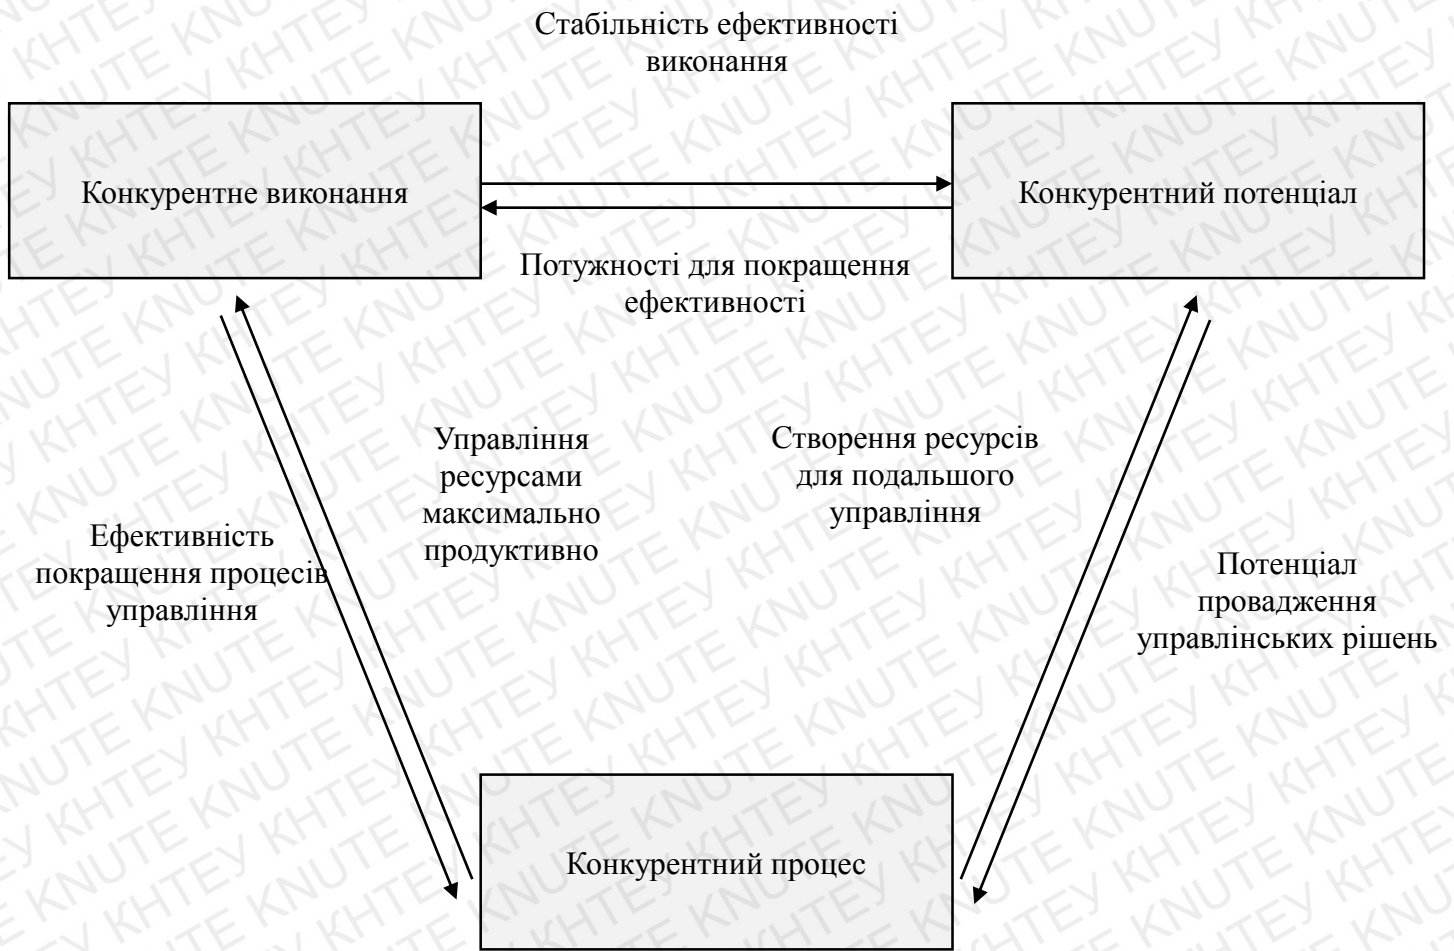 Стабільність ефективності
виконання
Конкурентне виконання
Конкурентний потенціал
Потужності для покращення
ефективності
Управління
ресурсами
максимально
продуктивно
Створення ресурсів
для подальшого
управління
Ефективність
покращення процесів
управління
Потенціал
провадження
управлінських рішень
Конкурентний процес